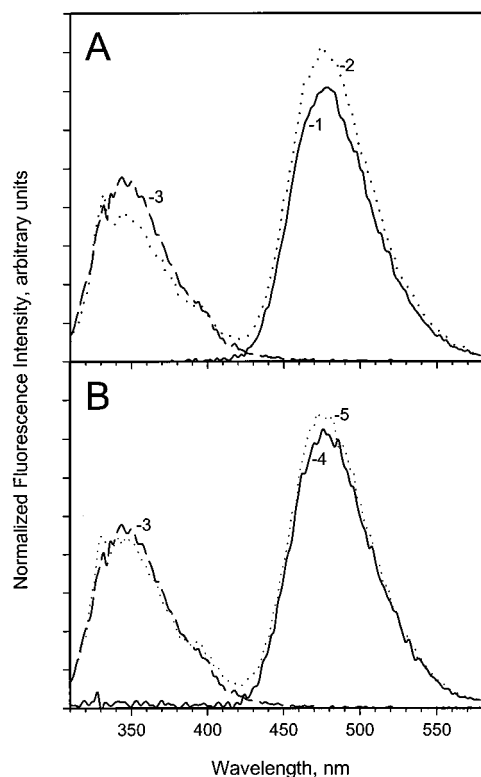 A
-2
-1
-3
B
-5
-4
-3
350 400 450 500 550
Wavelength, nm
Normalized Fluorescence Intensity, arbitrary units